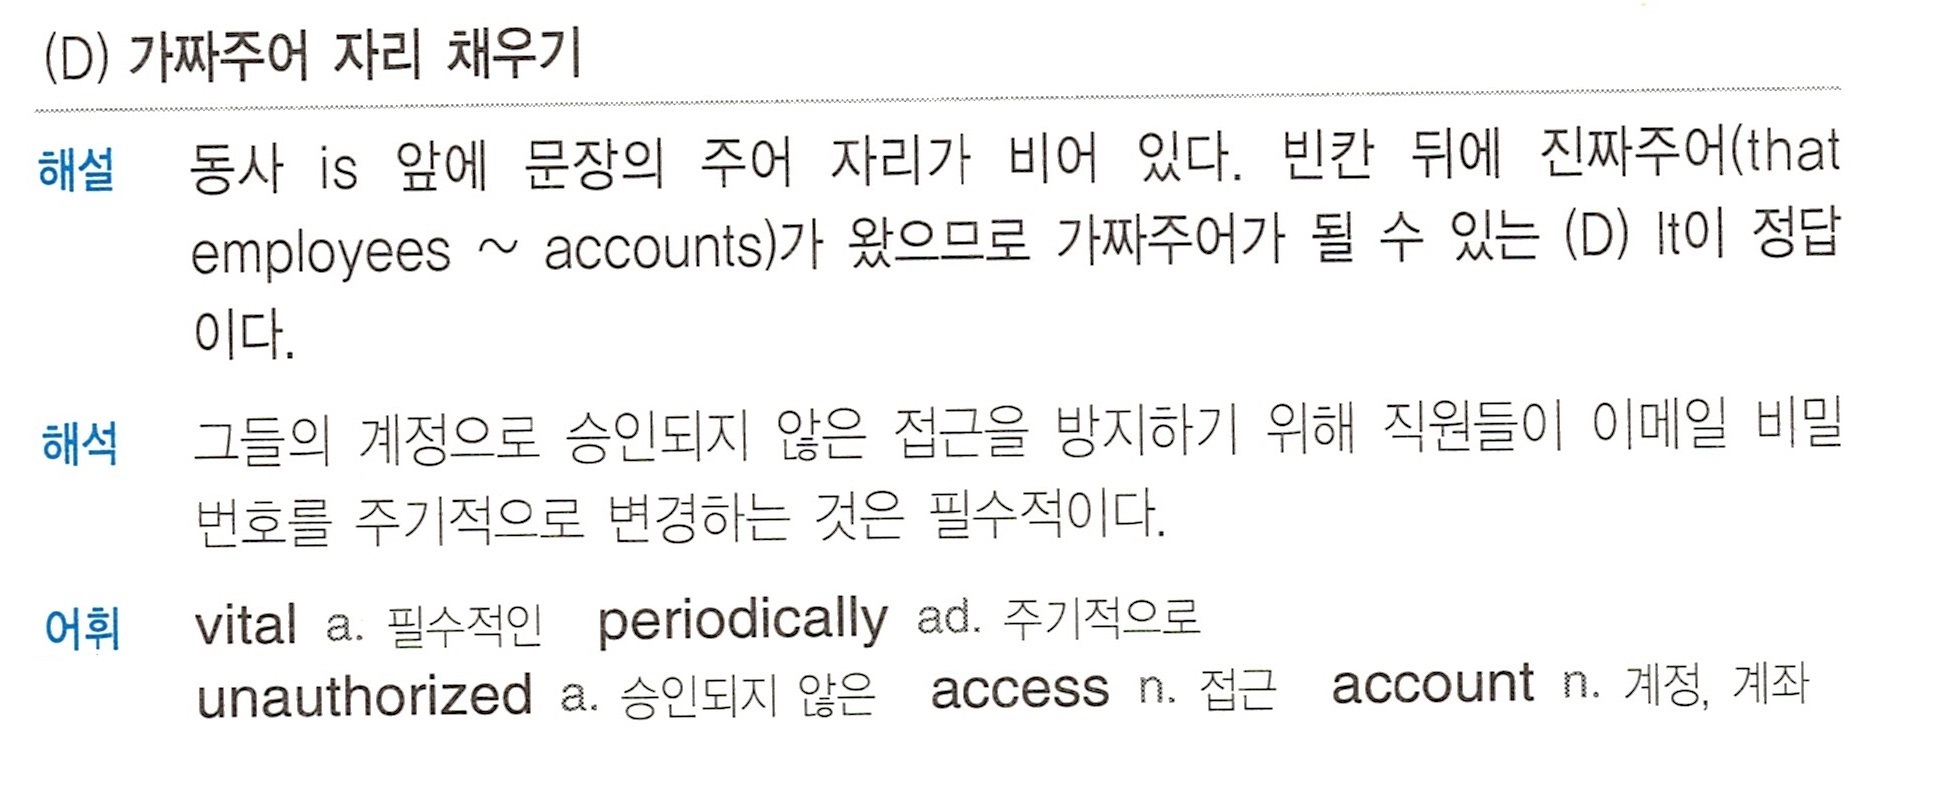 (D) 가짜주어 자리 채우기
해설 동사 is 앞에 문장의 주어 자리가 비어 있다. 빈칸 뒤에 진짜주어(that
employees ~ accounts)가 왔으므로 가짜주어가 될 수 있는 (D) It이 정답
이다.
해석 그들의 계정으로 승인되지 않은 접근을 방지하기 위해 직원들이 이메일 비밀
번호를 주기적으로 변경하는 것은 필수적이다.
어휘 vital a. 필수적인 periodically ad. 주기적으로
unauthorized a. 승인되지 않은 access n. 접근 account n. 계정, 계좌